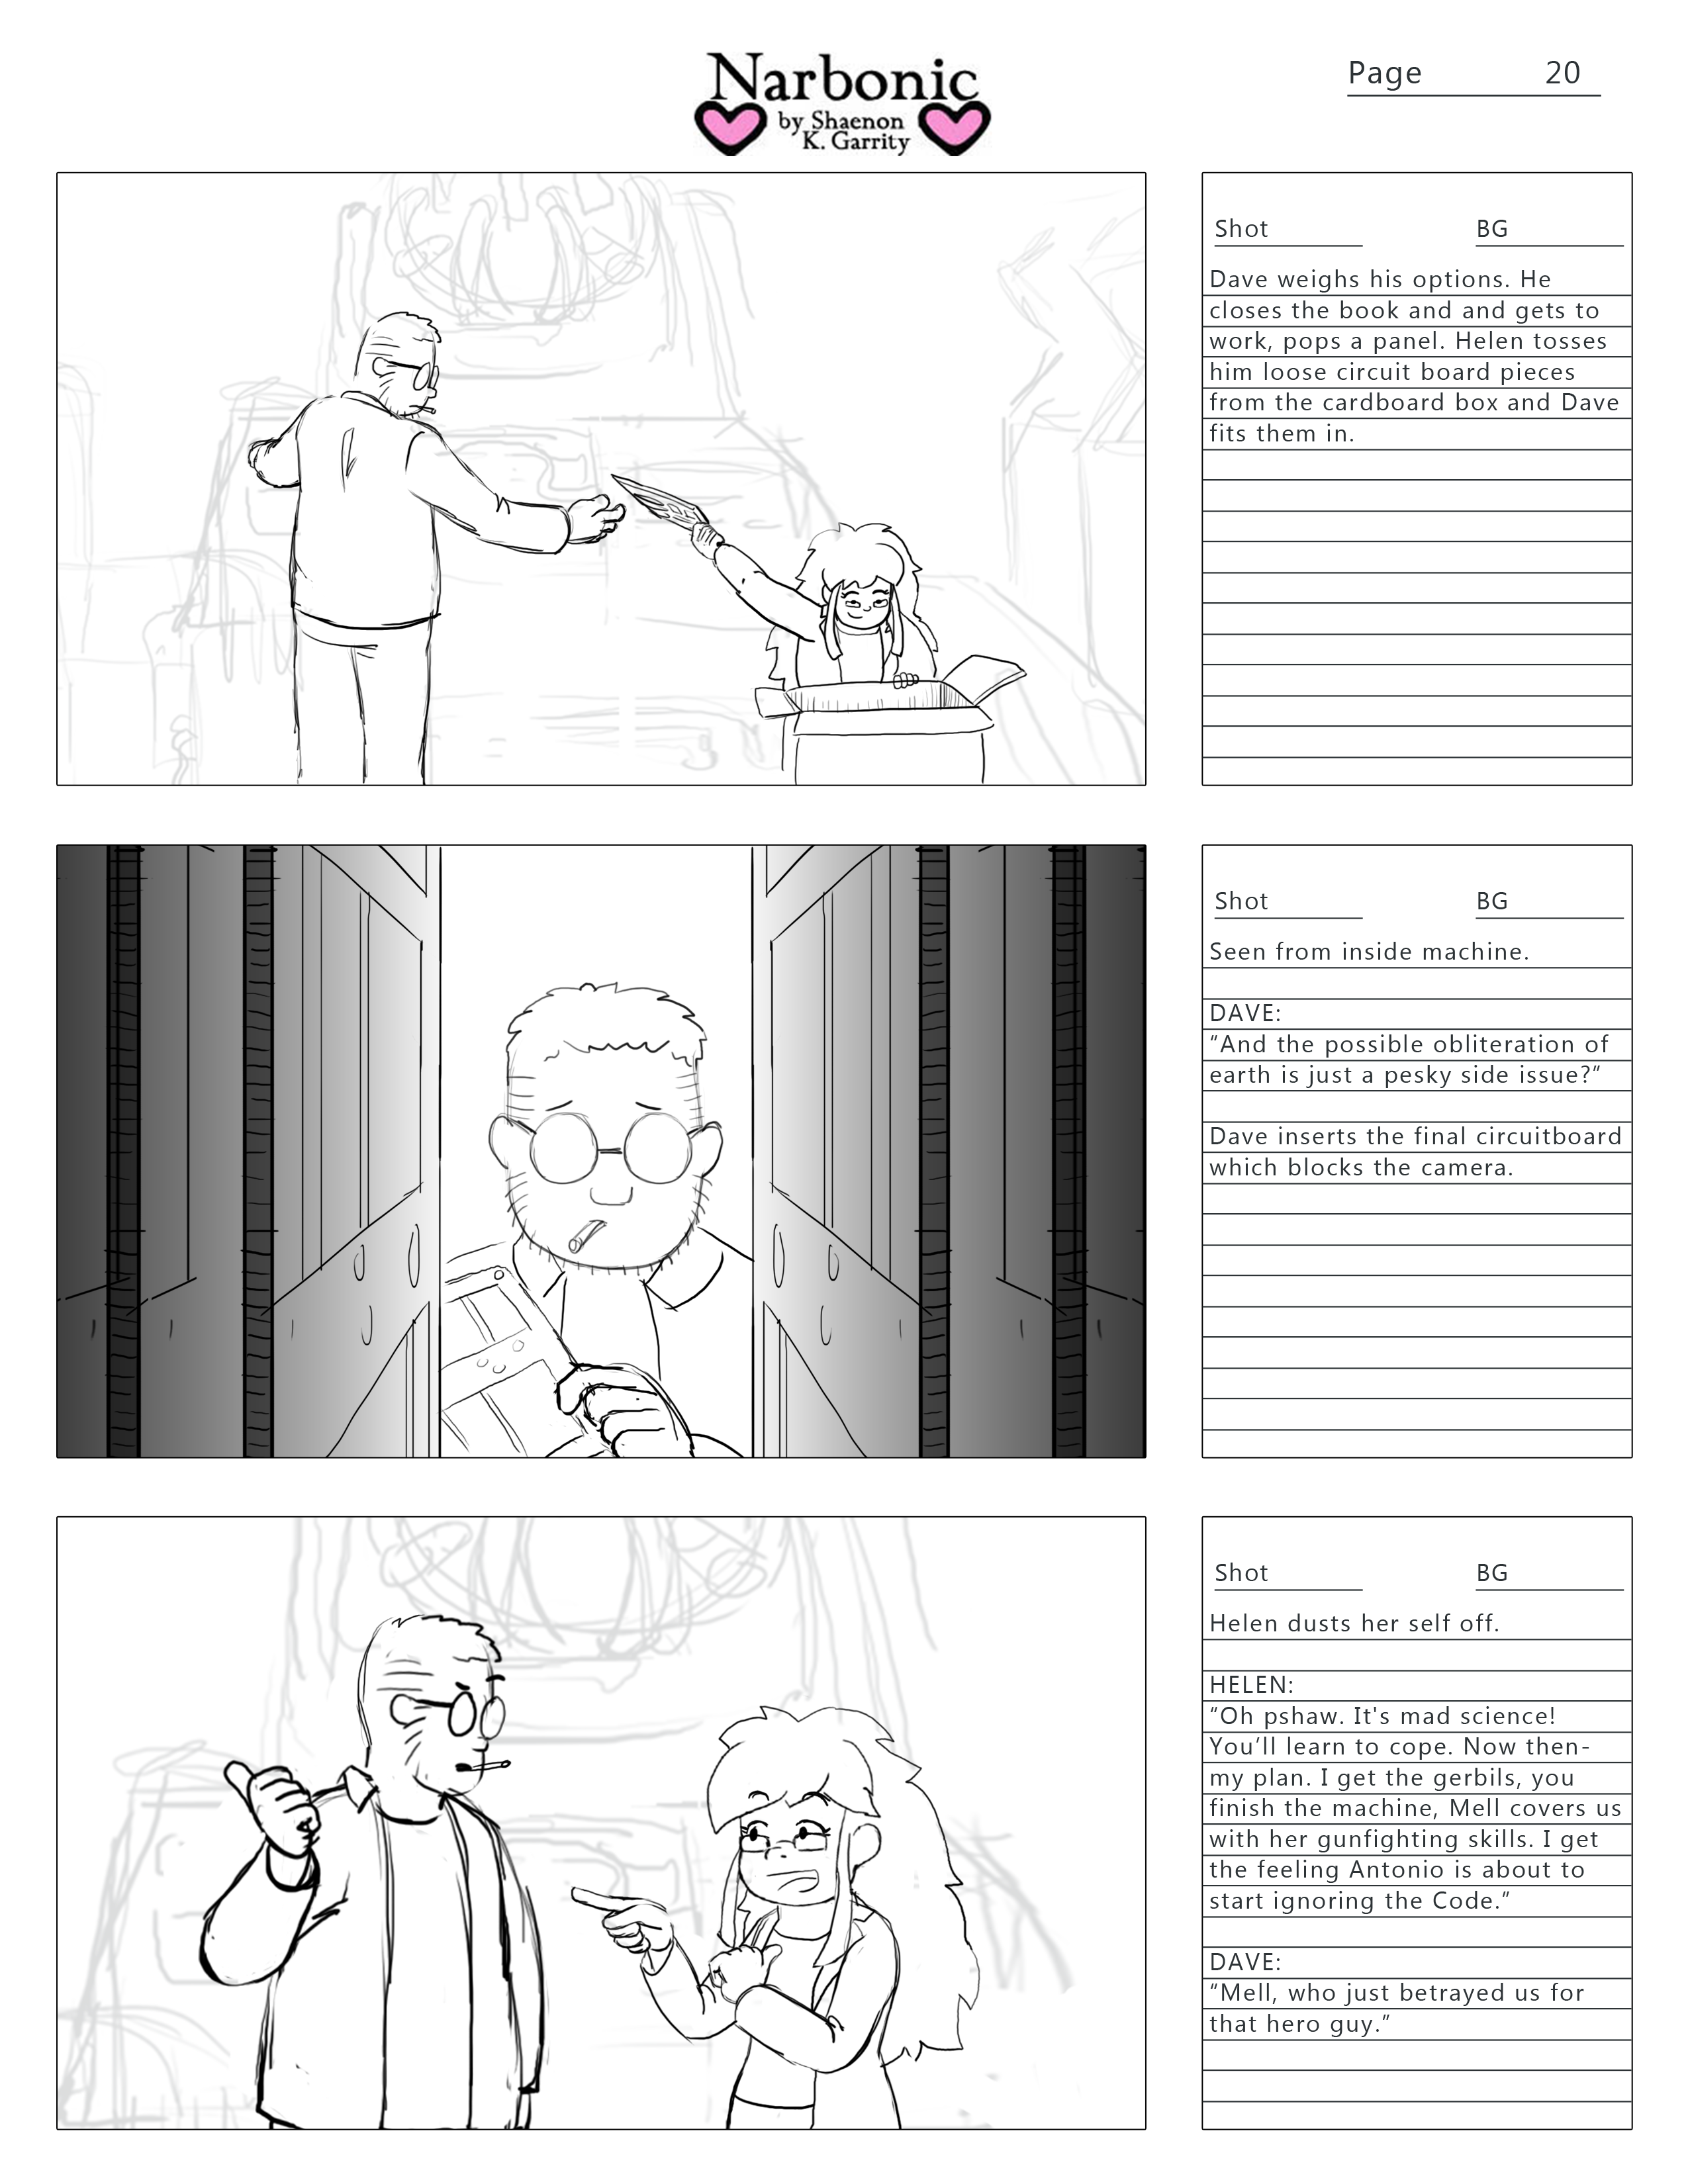 Narbonic
by Shaenon
K. Garrity
Page 20
Shot BG
Dave weighs his options. He
closes the book and and gets to
work, pops a panel. Helen tosses
him loose circuit board pieces
from the cardboard box and Dave
fits them in.
Shot BG
Seen from inside machine.
DAVE:
“And the possible obliteration of
earth is just a pesky side issue?”
Dave inserts the final circuitboard
which blocks the camera.
Shot BG
Helen dusts her self off.
HELEN:
“Oh pshaw. It's mad science!
You’ll learn to cope. Now then-
my plan. I get the gerbils, you
finish the machine, Mell covers us
with her gunfighting skills. I get
the feeling Antonio is about to
start ignoring the Code.”
DAVE:
“Mell, who just betrayed us for
that hero guy.”